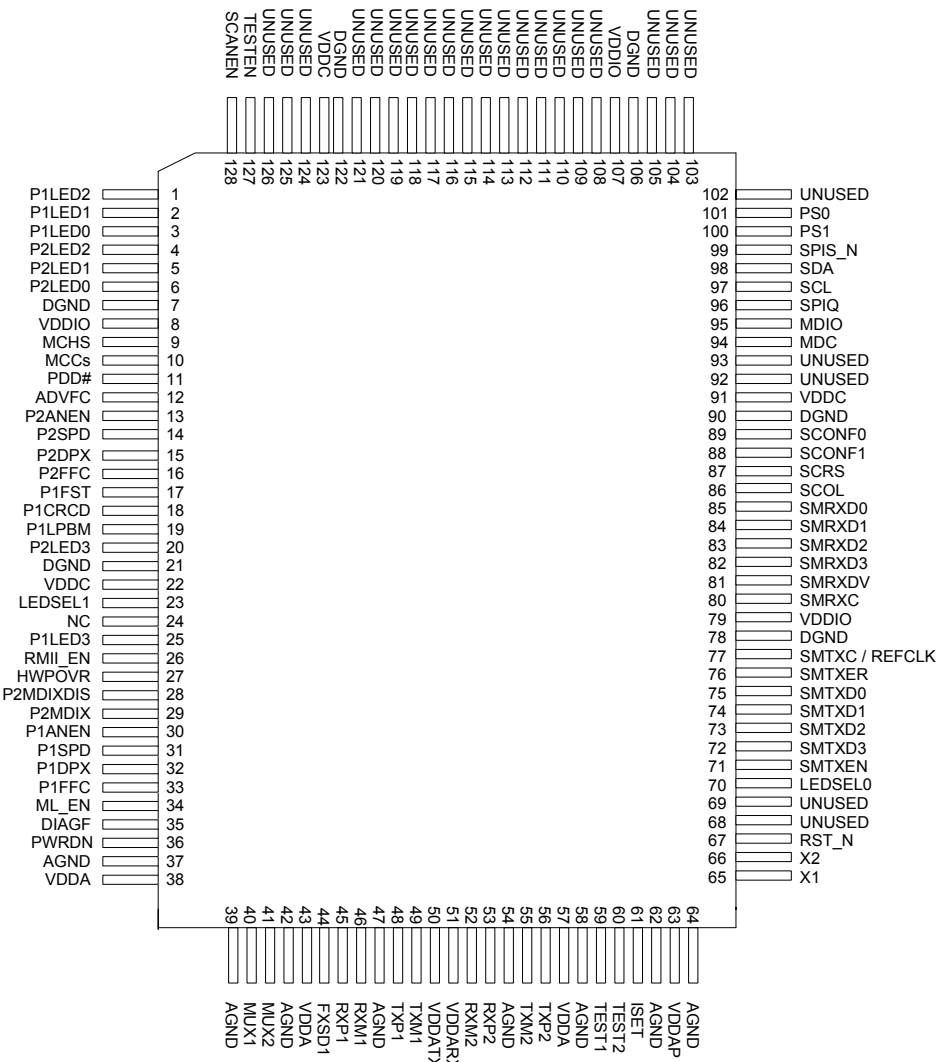 SCANEN
TESTEN
UNUSED
UNUSED
UNUSED
VDDC
DGND
UNUSED
UNUSED
UNUSED
UNUSED
UNUSED
UNUSED
UNUSED
UNUSED
UNUSED
UNUSED
UNUSED
UNUSED
UNUSED
UNUSED
VDDIO
DGND
UNUSED
UNUSED
UNUSED
128
127
126
125
124
123
122
121
120
119
118
117
116
115
114
113
112
111
110
109
108
107
106
105
104
103
P1LED2 1
P1LED1 2
P1LED0 3
P2LED2 4
P2LED1 5
P2LED0 6
DGND 7
VDDIO 8
MCHS 9
MCCs 10
PDD# 11
ADVFC 12
P2ANEN 13
P2SPD 14
P2DPX 15
P2FFC 16
P1FST 17
P1CRCD 18
P1LPBM 19
P2LED3 20
DGND 21
VDDC 22
LEDSEL1 23
NC 24
P1LED3 25
RMII_EN 26
HWPOVR 27
P2MDIXDIS 28
P2MDIX 29
P1ANEN 30
P1SPD 31
P1DPX 32
P1FFC 33
ML_EN 34
DIAGF 35
PWRDN 36
AGND 37
VDDA 38
102 UNUSED
101 PS0
100 PS1
99 SPIS_N
98 SDA
97 SCL
96 SPIQ
95 MDIO
94 MDC
93 UNUSED
92 UNUSED
91 VDDC
90 DGND
89 SCONF0
88 SCONF1
87 SCRS
86 SCOL
85 SMRXD0
84 SMRXD1
83 SMRXD2
82 SMRXD3
81 SMRXDV
80 SMRXC
79 VDDIO
78 DGND
77 SMTXC / REFCLK
76 SMTXER
75 SMTXD0
74 SMTXD1
73 SMTXD2
72 SMTXD3
71 SMTXEN
70 LEDSEL0
69 UNUSED
68 UNUSED
67 RST_N
66 X2
65 X1
39
40
41
42
43
44
45
46
47
48
49
50
51
52
53
54
55
56
57
58
59
60
61
62
63
64
AGND
MUX1
MUX2
AGND
VDDA
FXSD1
RXP1
RXM1
AGND
TXP1
TXM1
VDDATX
VDDARX
RXM2
RXP2
AGND
TXM2
TXP2
VDDA
AGND
TEST1
TEST2
ISET
AGND
VDDAP
AGND